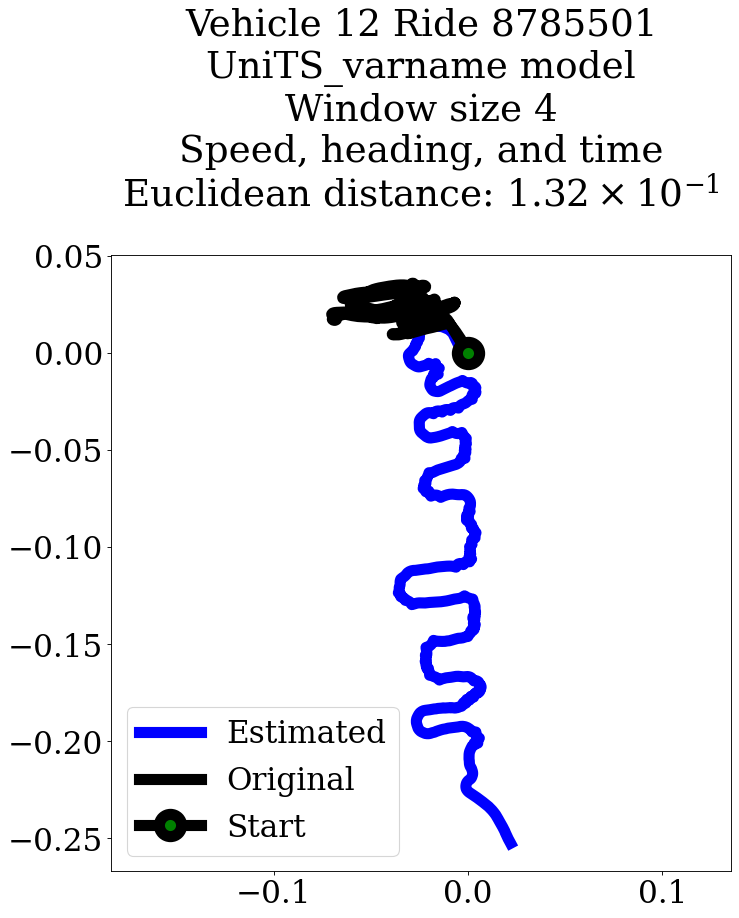 Vehicle 12 Ride 8785501
UniTS_varname model
Window size 4
Speed, heading, and time
Euclidean distance: 1.32 × 10⁻¹
0.05
0.00
−0.05
−0.10
−0.15
−0.20
−0.25
Estimated
Original
Start
−0.1
0.0
0.1